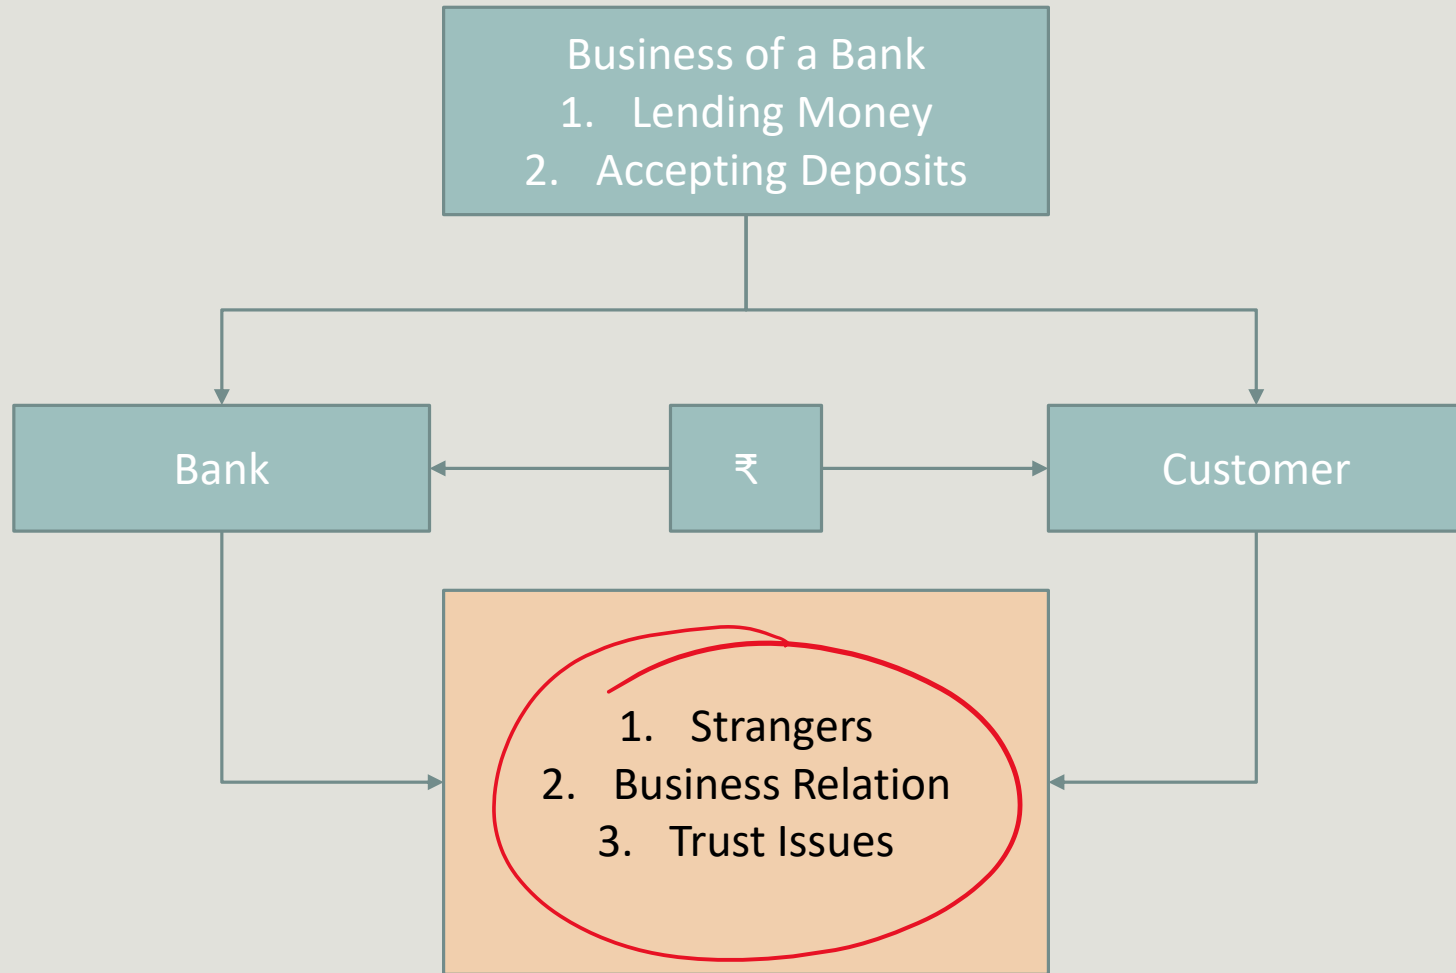 Business of a Bank
1. Lending Money
2. Accepting Deposits
Bank
₹
Customer
1. Strangers
2. Business Relation
3. Trust Issues